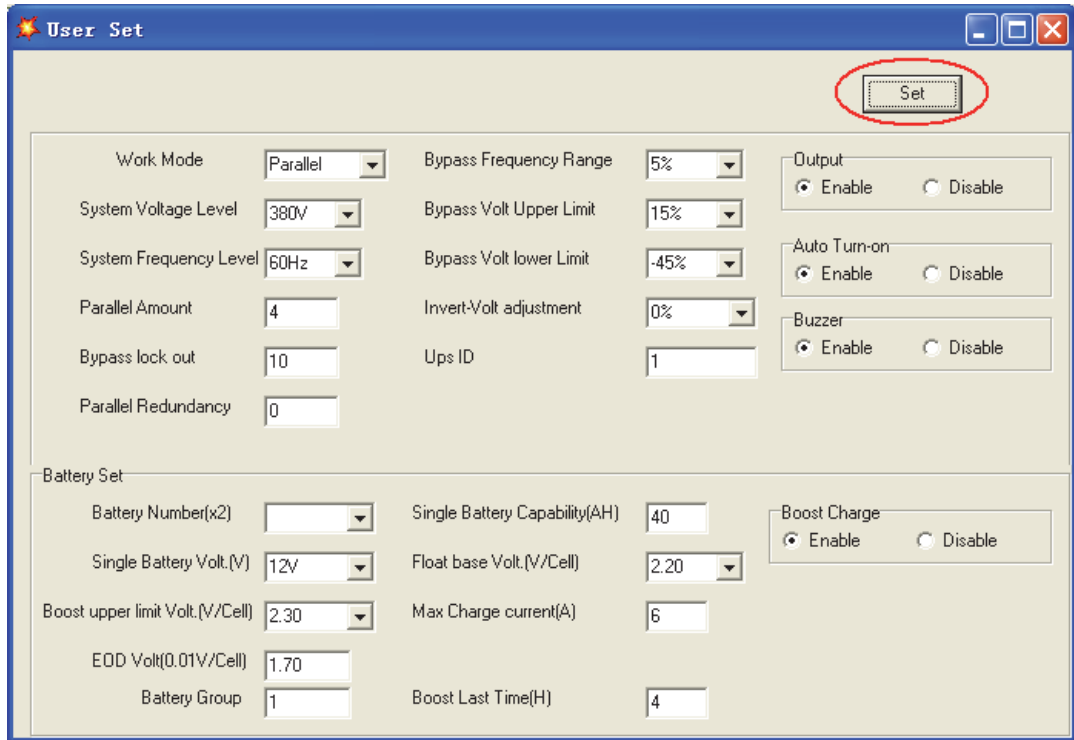 User Set
Set
Work Mode Parallel Bypass Frequency Range 5% Output
Enable Disable
System Voltage Level 380V Bypass Volt Upper Limit 15%
System Frequency Level 60Hz Bypass Volt lower Limit -45% Auto Turn-on
Enable Disable
Parallel Amount 4 Invert-Volt adjustment 0% Buzzer
Enable Disable
Bypass lock out 10 Ups ID 1
Parallel Redundancy 0
Battery Set
Battery Number(x2) Single Battery Capability(AH) 40 Boost Charge
Enable Disable
Single Battery Volt.(V) 12V Float base Volt.(V/Cell) 2.20
Boost upper limit Volt.(V/Cell) 2.30 Max Charge current(A) 6
EOD Volt(0.01V/Cell) 1.70
Battery Group 1 Boost Last Time(H) 4